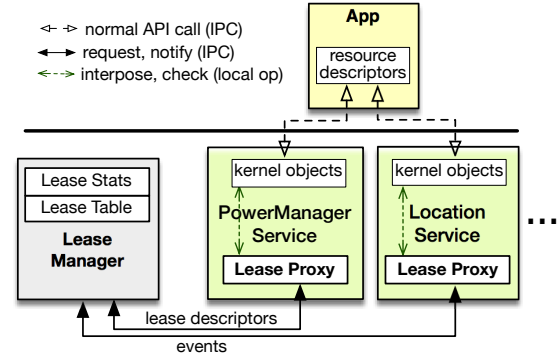 normal API call (IPC)
request, notify (IPC)
interpose, check (local op)
App
resource
descriptors
Lease Stats
Lease Table
Lease
Manager
kernel objects
PowerManager
Service
Lease Proxy
kernel objects
Location
Service
Lease Proxy
...
lease descriptors
events